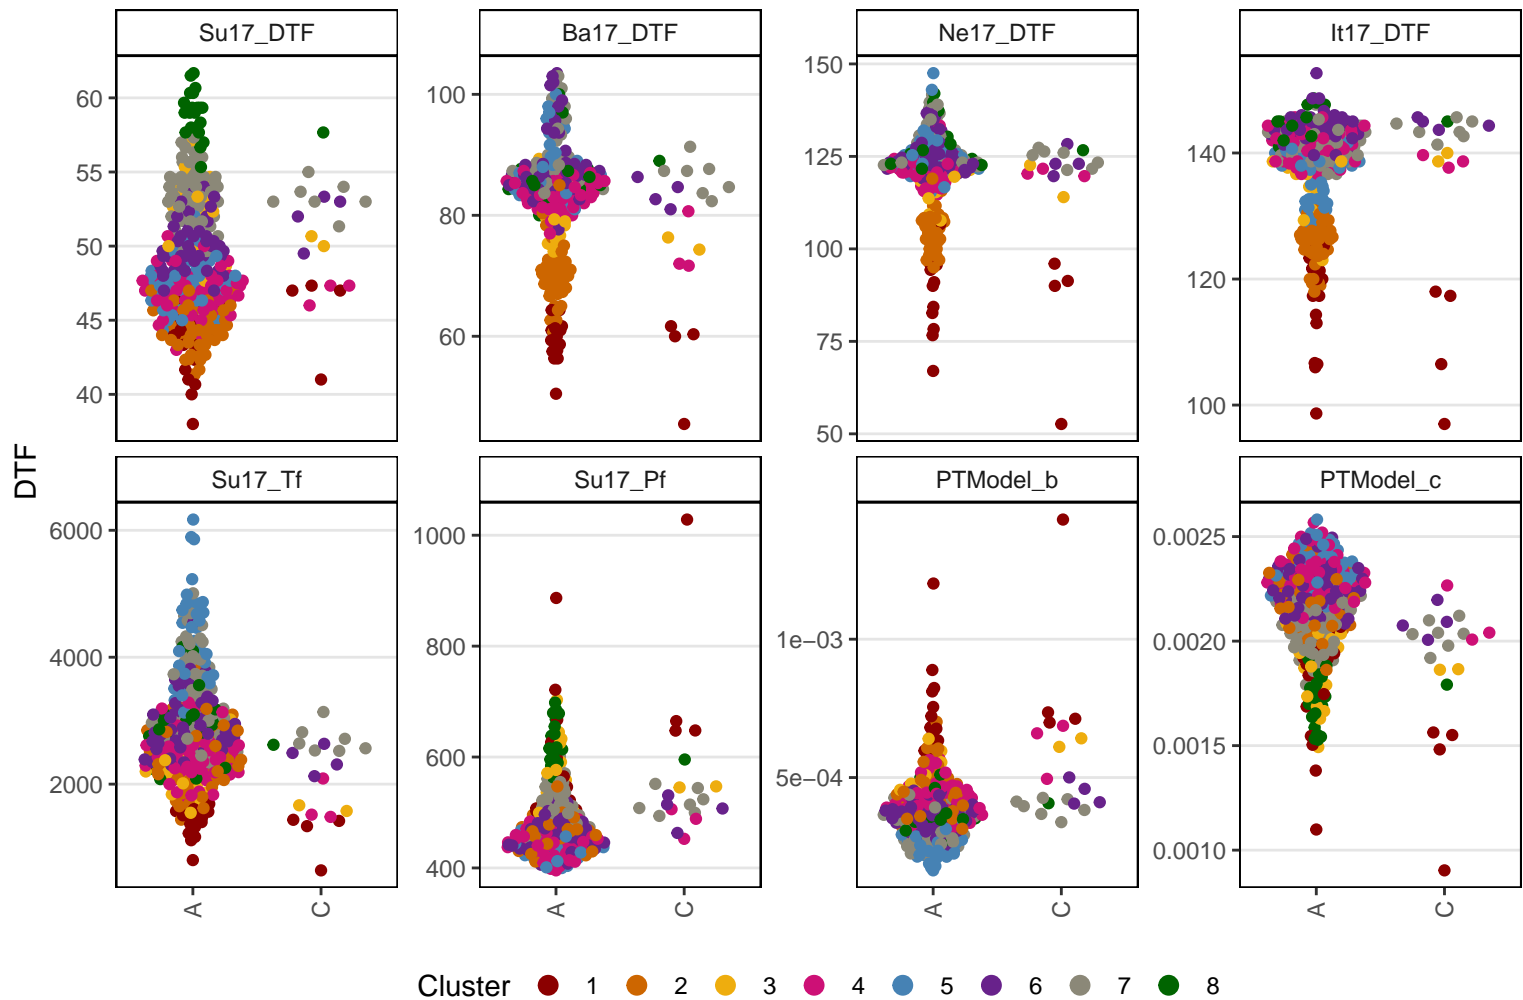 Su17_DTF
Ba17_DTF
Ne17_DTF
It17_DTF
60
55
50
45
40
100
80
60
150
125
100
75
50
140
120
100
DTF
Su17_Tf
Su17_Pf
PTModel_b
PTModel_c
6000
4000
2000
1000
800
600
400
1e−03
5e−04
0.0025
0.0020
0.0015
0.0010
A
C
A
C
A
C
A
C
Cluster 1 2 3 4 5 6 7 8